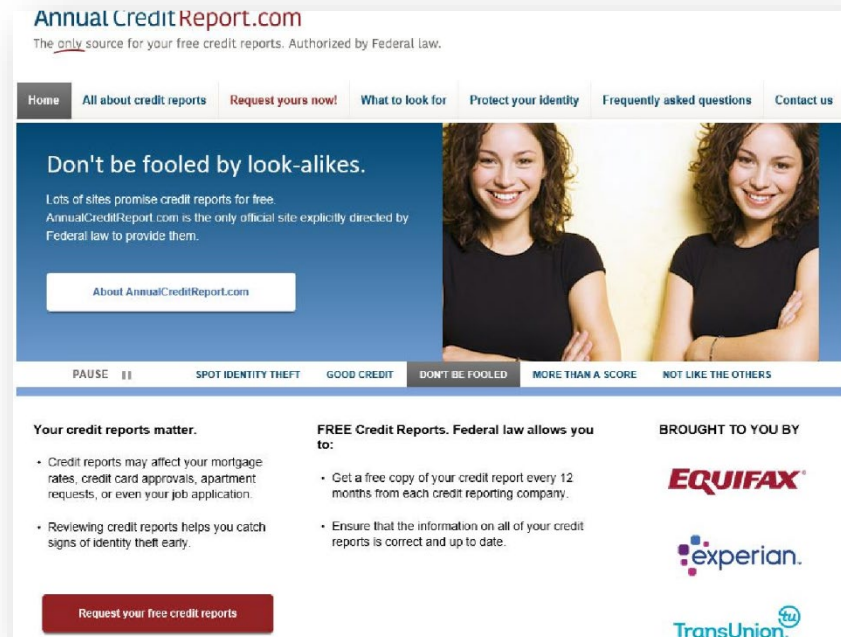 AnnualCreditReport.com
The only source for your free credit reports. Authorized by Federal law.
Home All about credit reports Request yours now! What to look for Protect your identity Frequently asked questions Contact us
Don't be fooled by look-alikes.
Lots of sites promise credit reports for free.
AnnualCreditReport.com is the only official site explicitly directed by
Federal law to provide them.
About AnnualCreditReport.com
PAUSE SPOT IDENTITY THEFT GOOD CREDIT DON'T BE FOOLED MORE THAN A SCORE NOT LIKE THE OTHERS
Your credit reports matter.
• Credit reports may affect your mortgage
rates, credit card approvals, apartment
requests, or even your job application.
• Reviewing credit reports helps you catch
signs of identity theft early.
Request your free credit reports
FREE Credit Reports. Federal law allows you
to:
• Get a free copy of your credit report every 12
months from each credit reporting company.
• Ensure that the information on all of your credit
reports is correct and up to date.
BROUGHT TO YOU BY
EQUIFAX®
experian.
TransUnion
tu